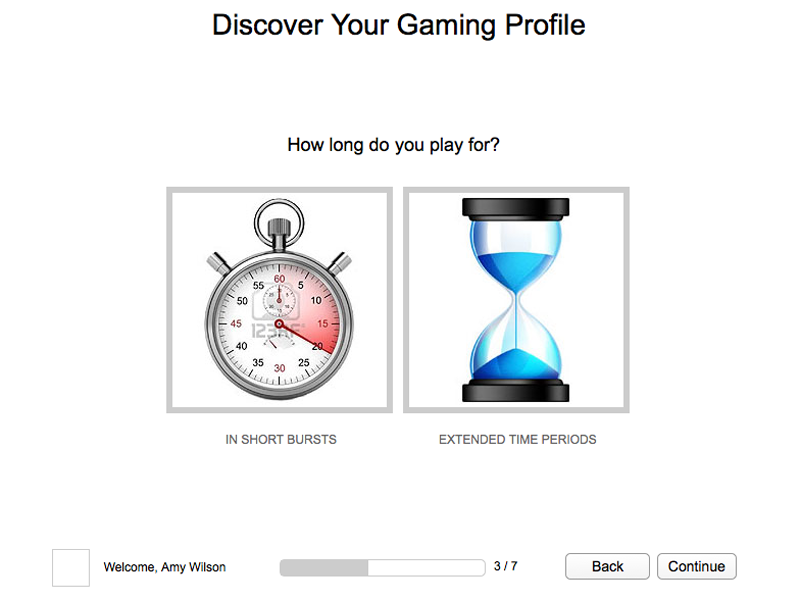 Discover Your Gaming Profile
How long do you play for?
60
55 5
50 10
45 15
40 20
35 25
30
123RF
IN SHORT BURSTS
EXTENDED TIME PERIODS
Welcome, Amy Wilson
3 / 7
Back
Continue